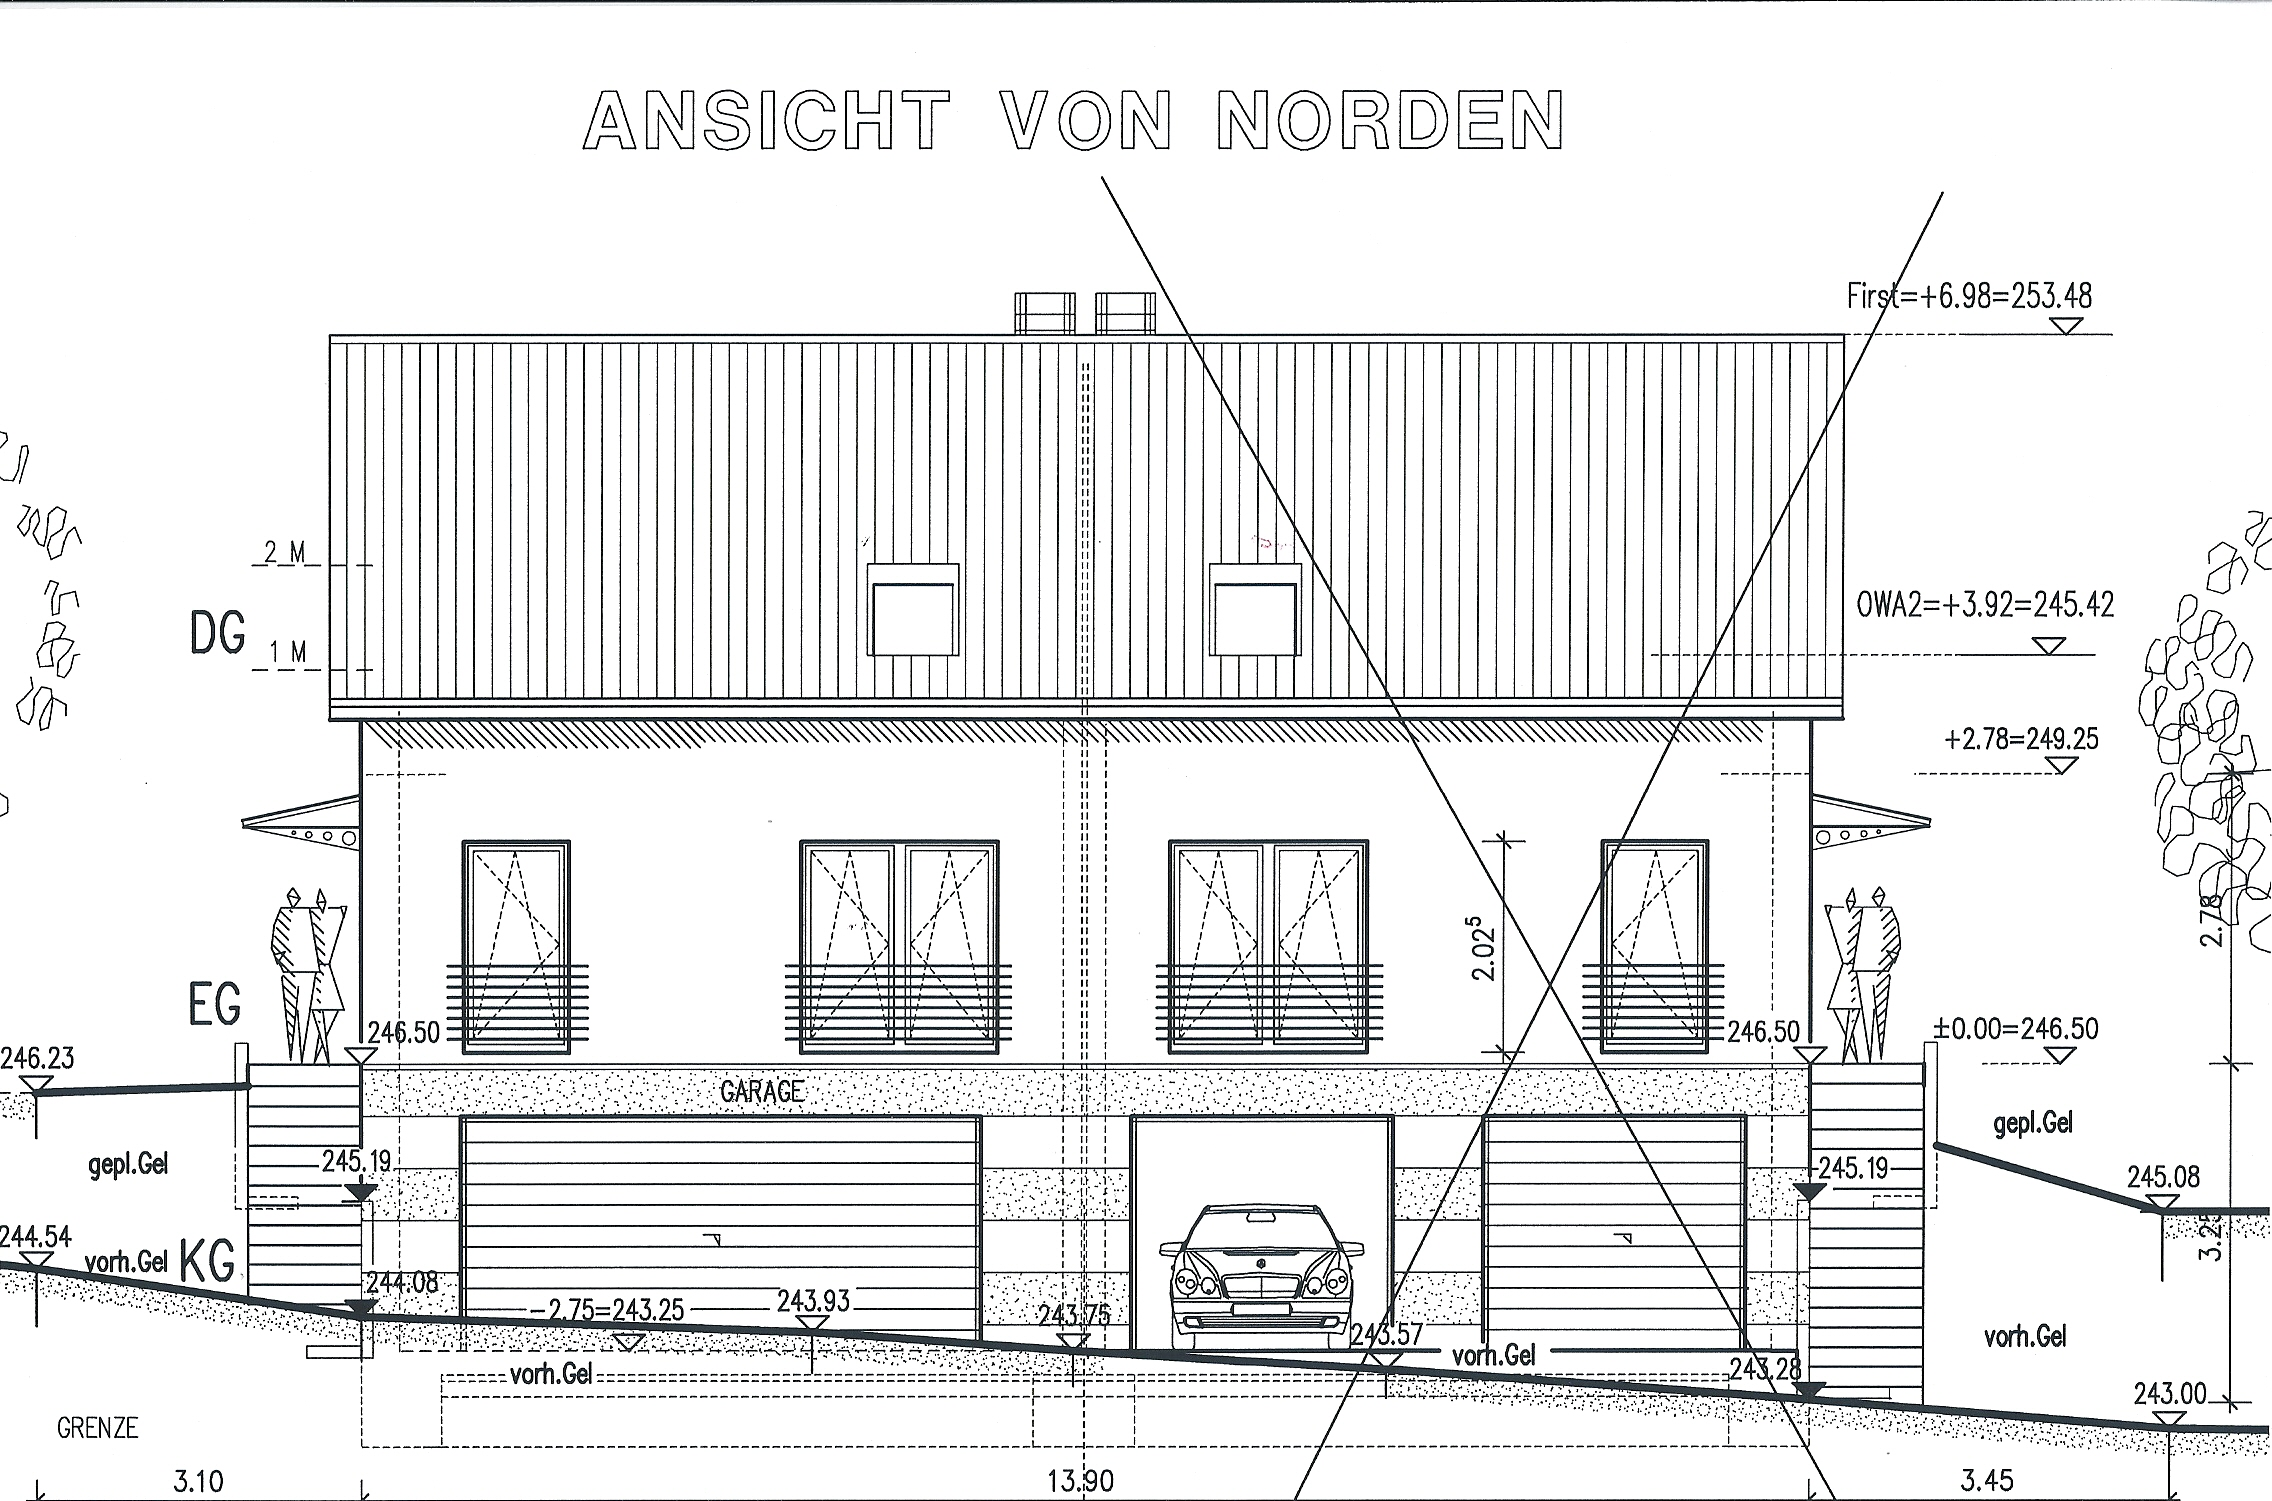 ANSICHT VON NORDEN
First=+6.98=253.48
2 M
DG
1 M
OWA2=+3.92=245.42
+2.78=249.25
2.02⁵
2.78
EG
246.50
246.50
±0.00=246.50
246.23
GARAGE
gepl.Gel
gepl.Gel
245.19
245.19
245.08
244.54
vorh.Gel
KG
244.08
-2.75=243.25
243.93
243.75
243.57
vorh.Gel
243.28
vorh.Gel
vorh.Gel
243.00
GRENZE
3.10
13.90
3.45